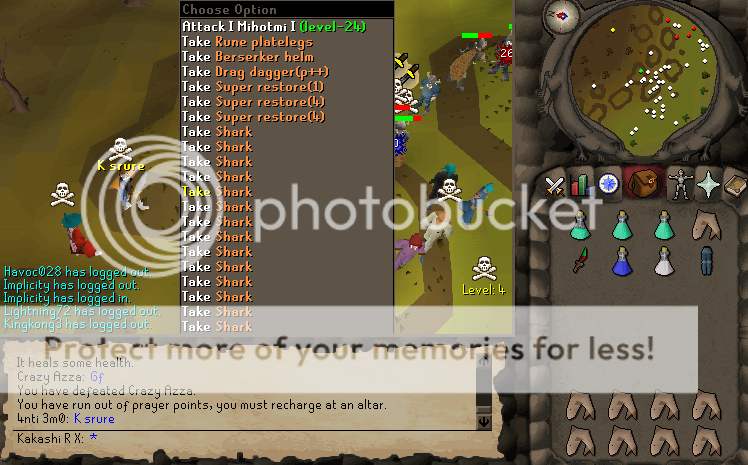 Choose Option
Attack I Mihotmi I (level-24)
Take Rune platelegs
Take Berserker helm
Take Drag dagger(p++)
Take Super restore(1)
Take Super restore(4)
Take Super restore(4)
Take Shark
Take Shark
Take Shark
Take Shark
Take Shark
Take Shark
Take Shark
Take Shark
Take Shark
Take Shark
Take Shark
Take Shark
Take Shark
Take Shark
K srure
26
Level: 4
Havoc028 has logged out.
Implicity has logged out.
Implicity has logged in.
Lightning72 has logged out.
Kingkong3 has logged out.
photobucket
Protect more of your memories for less!
It heals some health.
Crazy Azza: Gf
You have defeated Crazy Azza.
You have run out of prayer points, you must recharge at an altar.
4nti 3m0: K srure
Kakashi R X: *